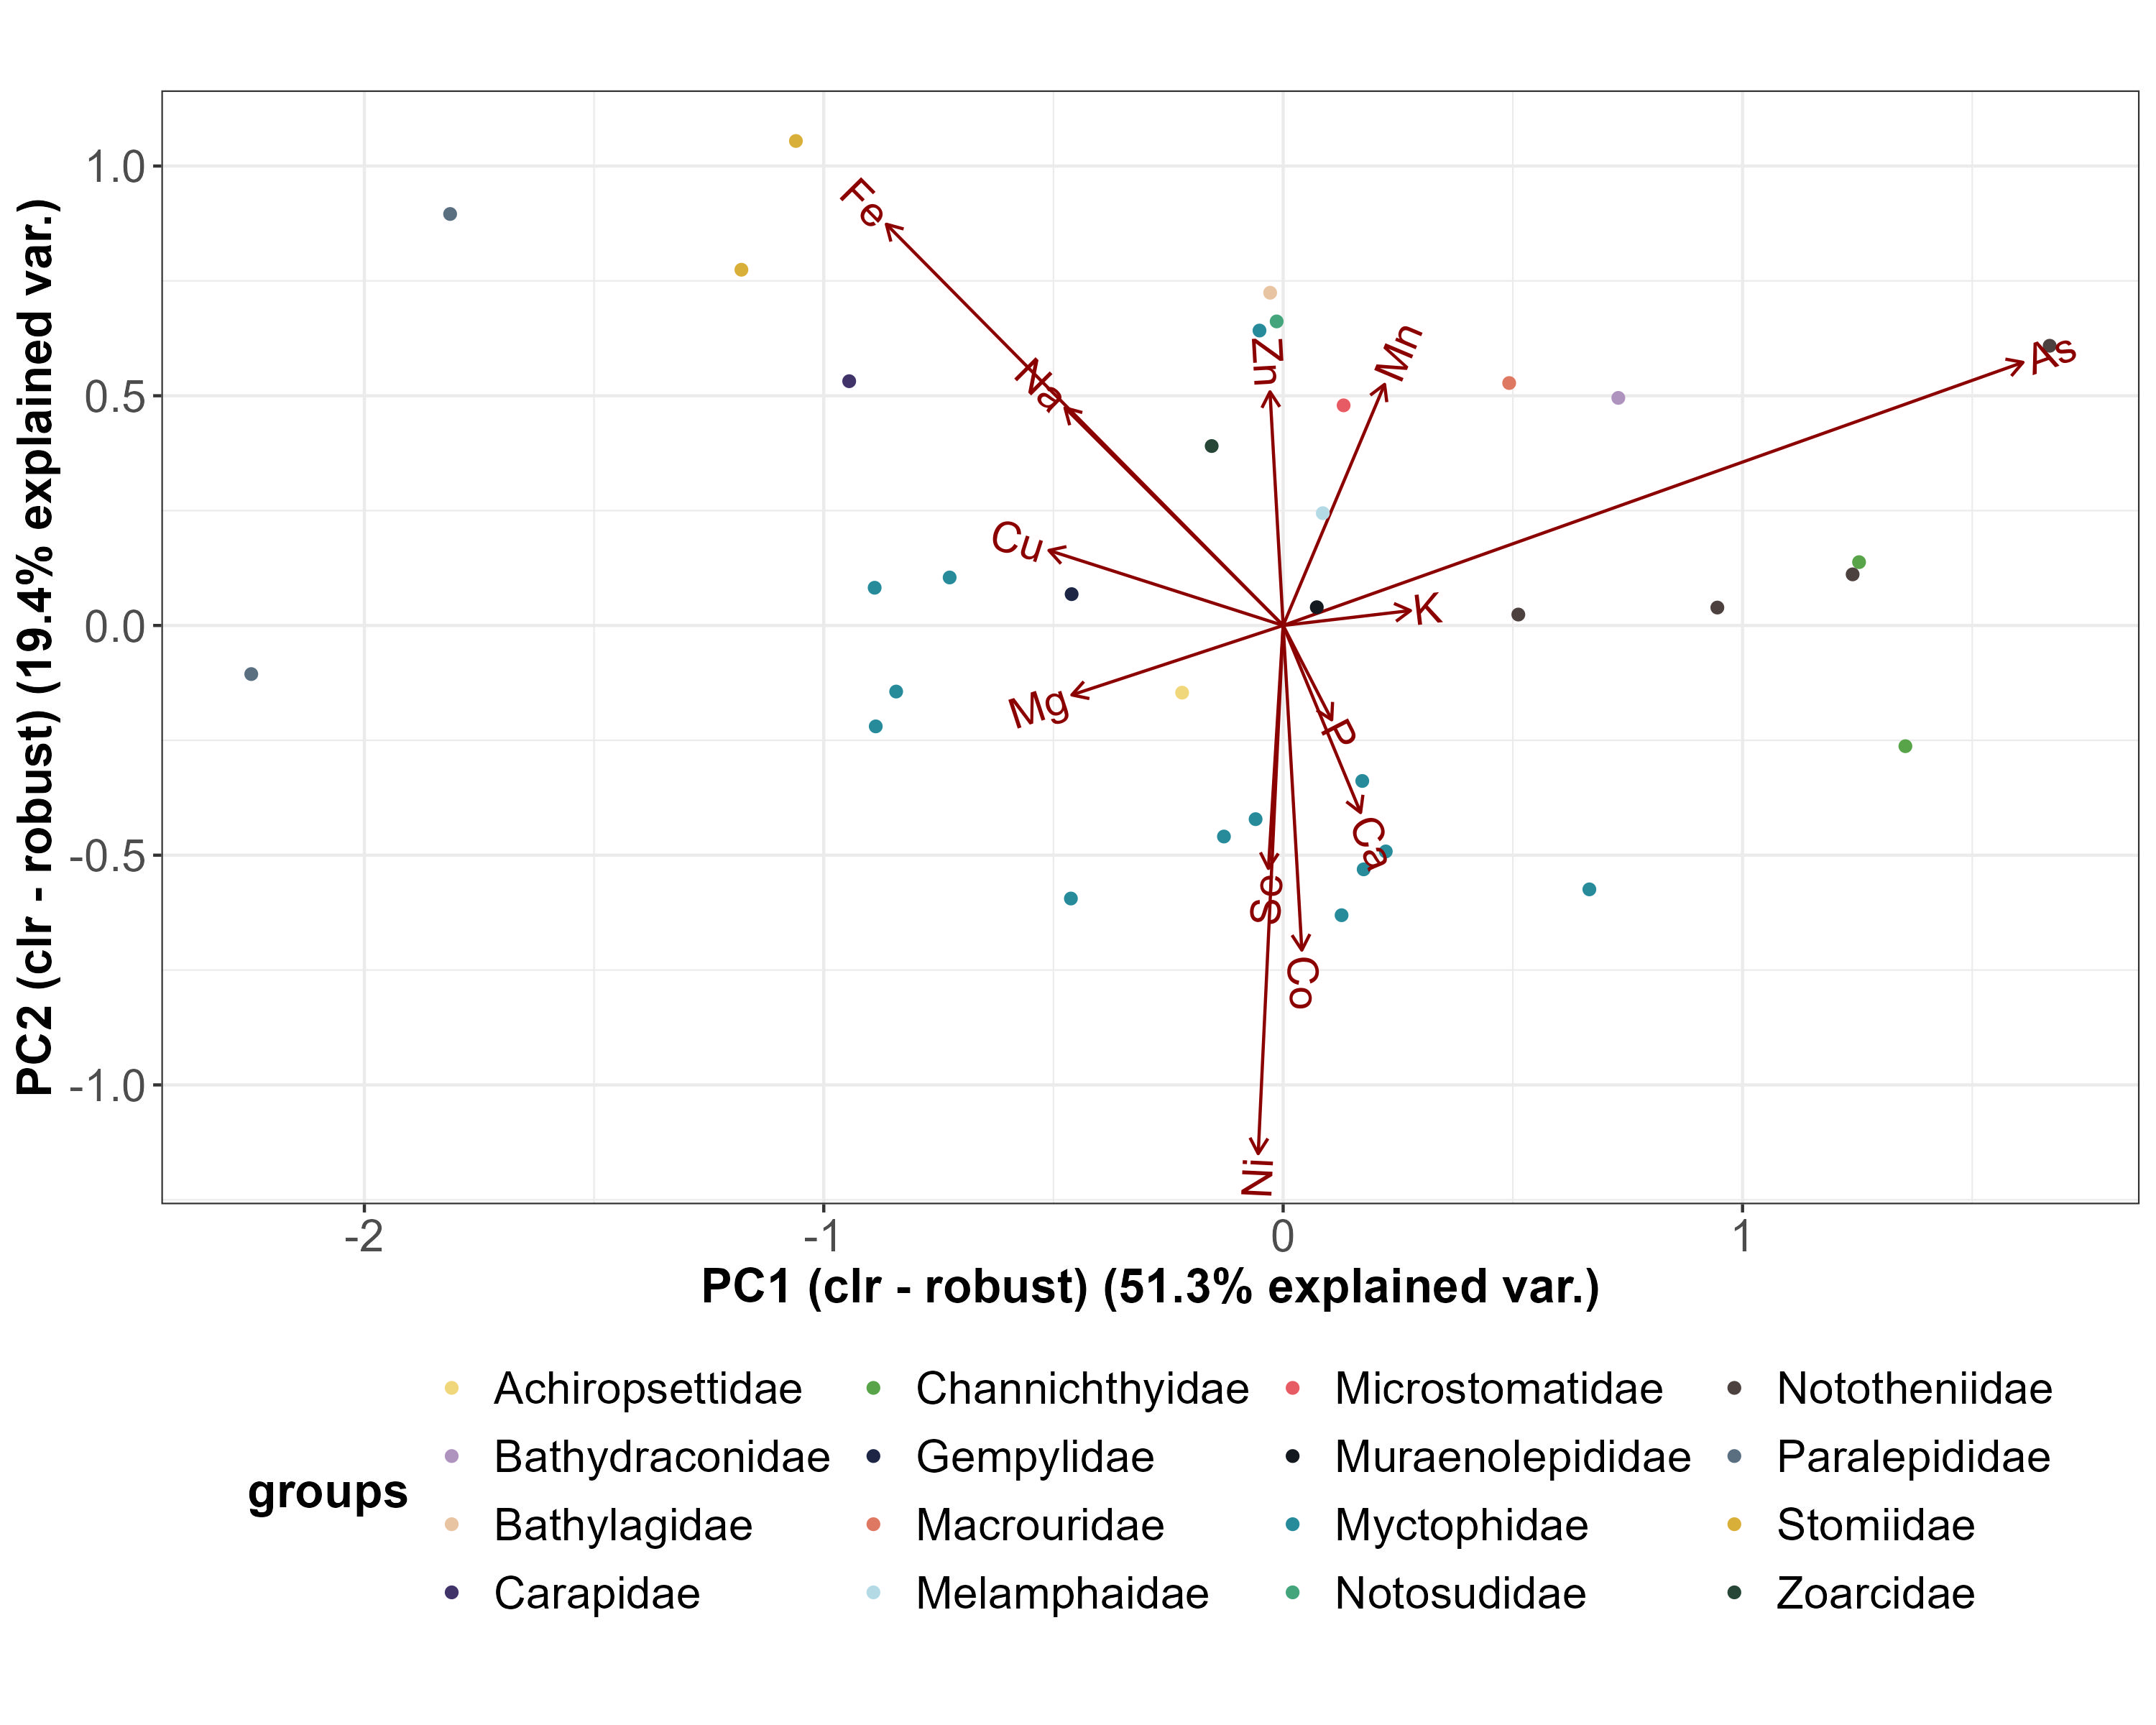 PC2 (clr - robust) (19.4% explained var.)
1.0
0.5
0.0
-0.5
-1.0
Fe
Na
Zn
Mn
As
Cu
K
Mg
P
Ca
Se
Co
Ni
-2
-1
0
1
PC1 (clr - robust) (51.3% explained var.)
groups
Achiropsettidae
Bathydraconidae
Bathylagidae
Carapidae
Channichthyidae
Gempylidae
Macrouridae
Melamphaidae
Microstomatidae
Muraenolepididae
Myctophidae
Notosudidae
Nototheniidae
Paralepididae
Stomiidae
Zoarcidae